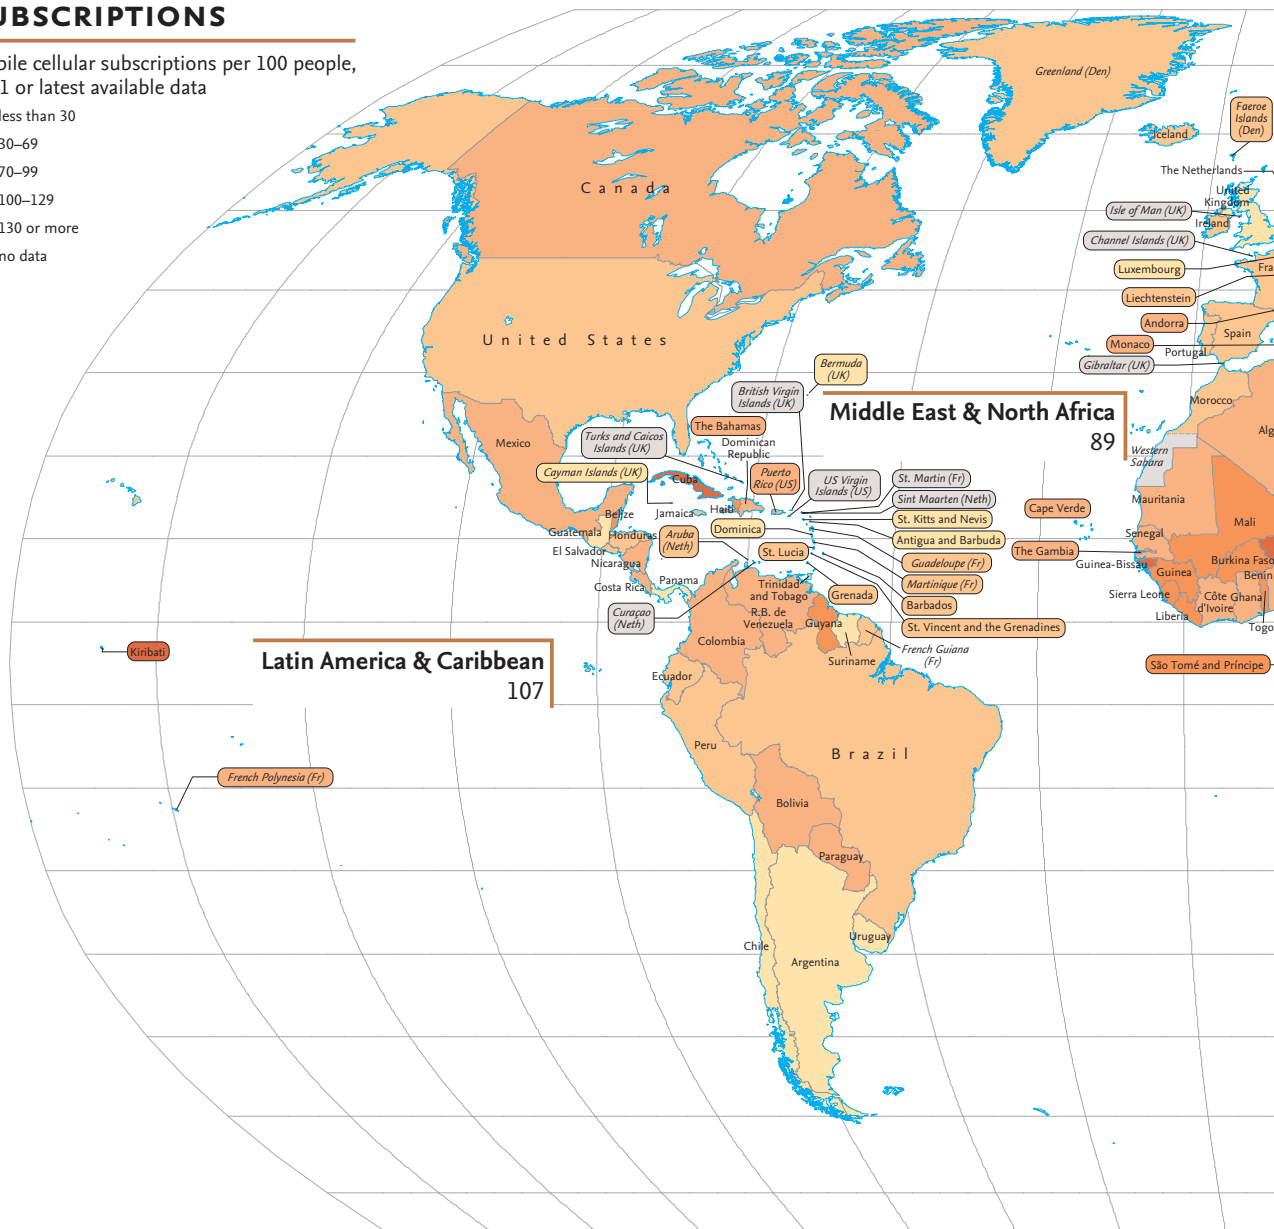 UBSCRIPTIONS
bile cellular subscriptions per 100 people,
1 or latest available data
less than 30
30–69
70–99
100–129
130 or more
no data
Greenland (Den)
Faeroe
Islands
(Den)
Iceland
The Netherlands
United
Kingdom
Isle of Man (UK)
Ireland
Channel Islands (UK)
Luxembourg
Fra
Liechtenstein
Andorra
Spain
Monaco
Portugal
Gibraltar (UK)
Canada
United States
Bermuda
(UK)
British Virgin
Islands (UK)
Middle East & North Africa
89
Morocco
Alg
Western
Sahara
The Bahamas
Mexico
Turks and Caicos
Islands (UK)
Dominican
Republic
Cayman Islands (UK)
Cuba
Puerto
Rico (US)
US Virgin
Islands (US)
St. Martin (Fr)
Sint Maarten (Neth)
St. Kitts and Nevis
Antigua and Barbuda
Guadeloupe (Fr)
Martinique (Fr)
Barbados
St. Vincent and the Grenadines
Belize
Jamaica
Haiti
Guatemala
Honduras
Aruba
(Neth)
Dominica
El Salvador
Nicaragua
St. Lucia
Costa Rica
Panama
Trinidad
and Tobago
Grenada
Curaçao
(Neth)
R.B. de
Venezuela
Guyana
Colombia
French Guiana
(Fr)
Suriname
Mauritania
Cape Verde
Mali
Senegal
The Gambia
Guinea-Bissau
Guinea
Burkina Faso
Benin
Sierra Leone
Côte
d'Ivoire
Ghana
Liberia
Togo
São Tomé and Príncipe
Kiribati
Latin America & Caribbean
107
Ecuador
Peru
Brazil
French Polynesia (Fr)
Bolivia
Paraguay
Uruguay
Chile
Argentina